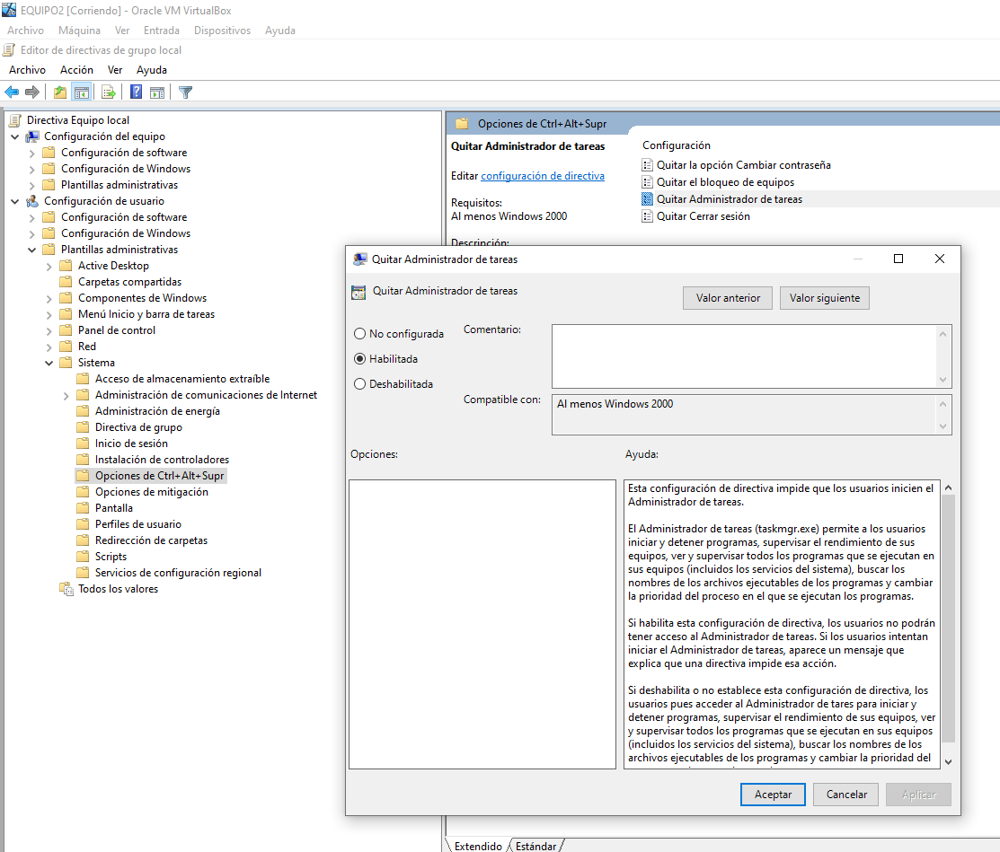 EQUIPO2 [Corriendo] - Oracle VM VirtualBox
Archivo Máquina Ver Entrada Dispositivos Ayuda
Editor de directivas de grupo local
Archivo Acción Ver Ayuda
Directiva Equipo local
Configuración del equipo
Configuración de software
Configuración de Windows
Plantillas administrativas
Configuración de usuario
Configuración de software
Configuración de Windows
Plantillas administrativas
Active Desktop
Carpetas compartidas
Componentes de Windows
Menú Inicio y barra de tareas
Panel de control
Red
Sistema
Acceso de almacenamiento extraíble
Administración de comunicaciones de Internet
Administración de energía
Directiva de grupo
Inicio de sesión
Instalación de controladores
Opciones de Ctrl+Alt+Supr
Opciones de mitigación
Pantalla
Perfiles de usuario
Redirección de carpetas
Scripts
Servicios de configuración regional
Todos los valores
Opciones de Ctrl+Alt+Supr
Quitar Administrador de tareas
Editar configuración de directiva
Requisitos:
Al menos Windows 2000
Descripción:
Configuración
Quitar la opción Cambiar contraseña
Quitar el bloqueo de equipos
Quitar Administrador de tareas
Quitar Cerrar sesión
Quitar Administrador de tareas
Quitar Administrador de tareas
Valor anterior
Valor siguiente
No configurada
Habilitada
Deshabilitada
Comentario:
Compatible con:
Al menos Windows 2000
Opciones:
Ayuda:
Esta configuración de directiva impide que los usuarios inicien el
Administrador de tareas.
El Administrador de tareas (taskmgr.exe) permite a los usuarios
iniciar y detener programas, supervisar el rendimiento de sus
equipos, ver y supervisar todos los programas que se ejecutan en
sus equipos (incluidos los servicios del sistema), buscar los
nombres de los archivos ejecutables de los programas y cambiar
la prioridad del proceso en el que se ejecutan los programas.
Si habilita esta configuración de directiva, los usuarios no podrán
tener acceso al Administrador de tareas. Si los usuarios intentan
iniciar el Administrador de tareas, aparece un mensaje que
explica que una directiva impide esa acción.
Si deshabilita o no establece esta configuración de directiva, los
usuarios pues acceder al Administrador de tares para iniciar y
detener programas, supervisar el rendimiento de sus equipos, ver
y supervisar todos los programas que se ejecutan en sus equipos
(incluidos los servicios del sistema), buscar los nombres de los
archivos ejecutables de los programas y cambiar la prioridad del
Aceptar
Cancelar
Aplicar
Extendido
Estándar